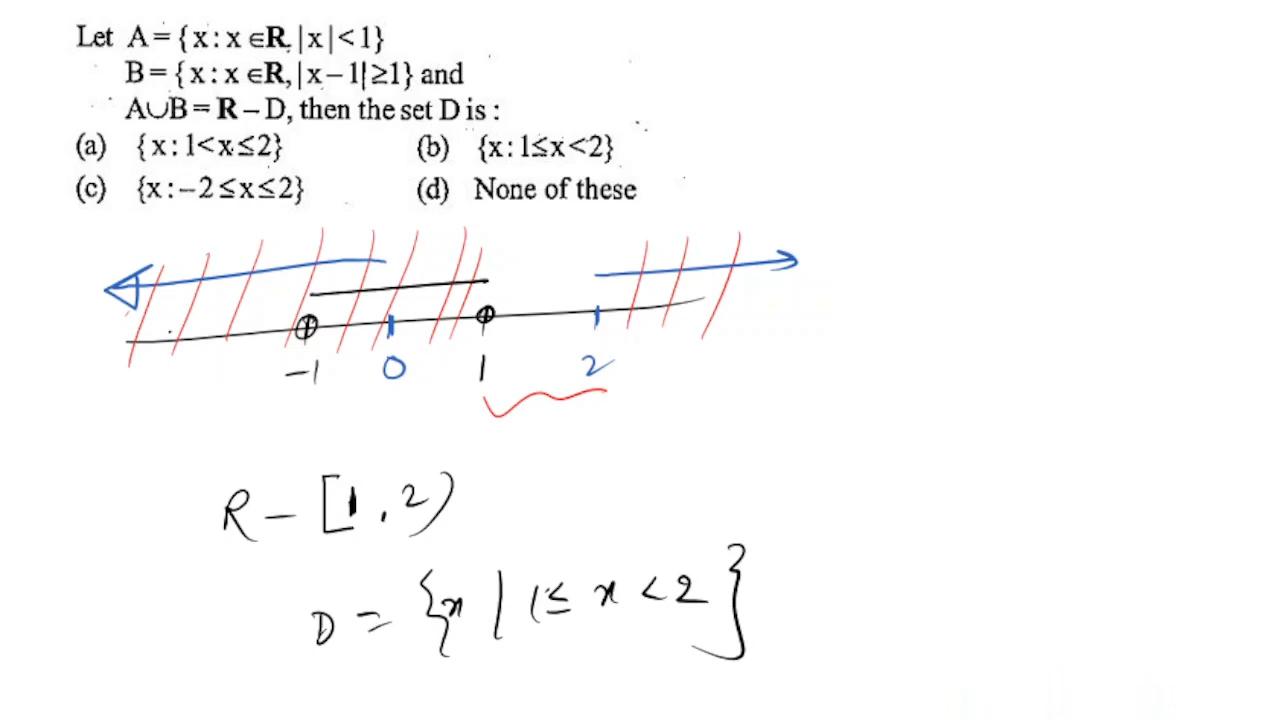 Let A={x:x∈R,|x|<1}
B={x:x∈R,|x−1|≥1} and
A∪B=R−D, then the set D is :
(a) {x:1<x≤2} (b) {x:1≤x<2}
(c) {x:−2≤x≤2} (d) None of these
−1 0 1 2
R − [1,2)
D = {x | 1≤ x <2}